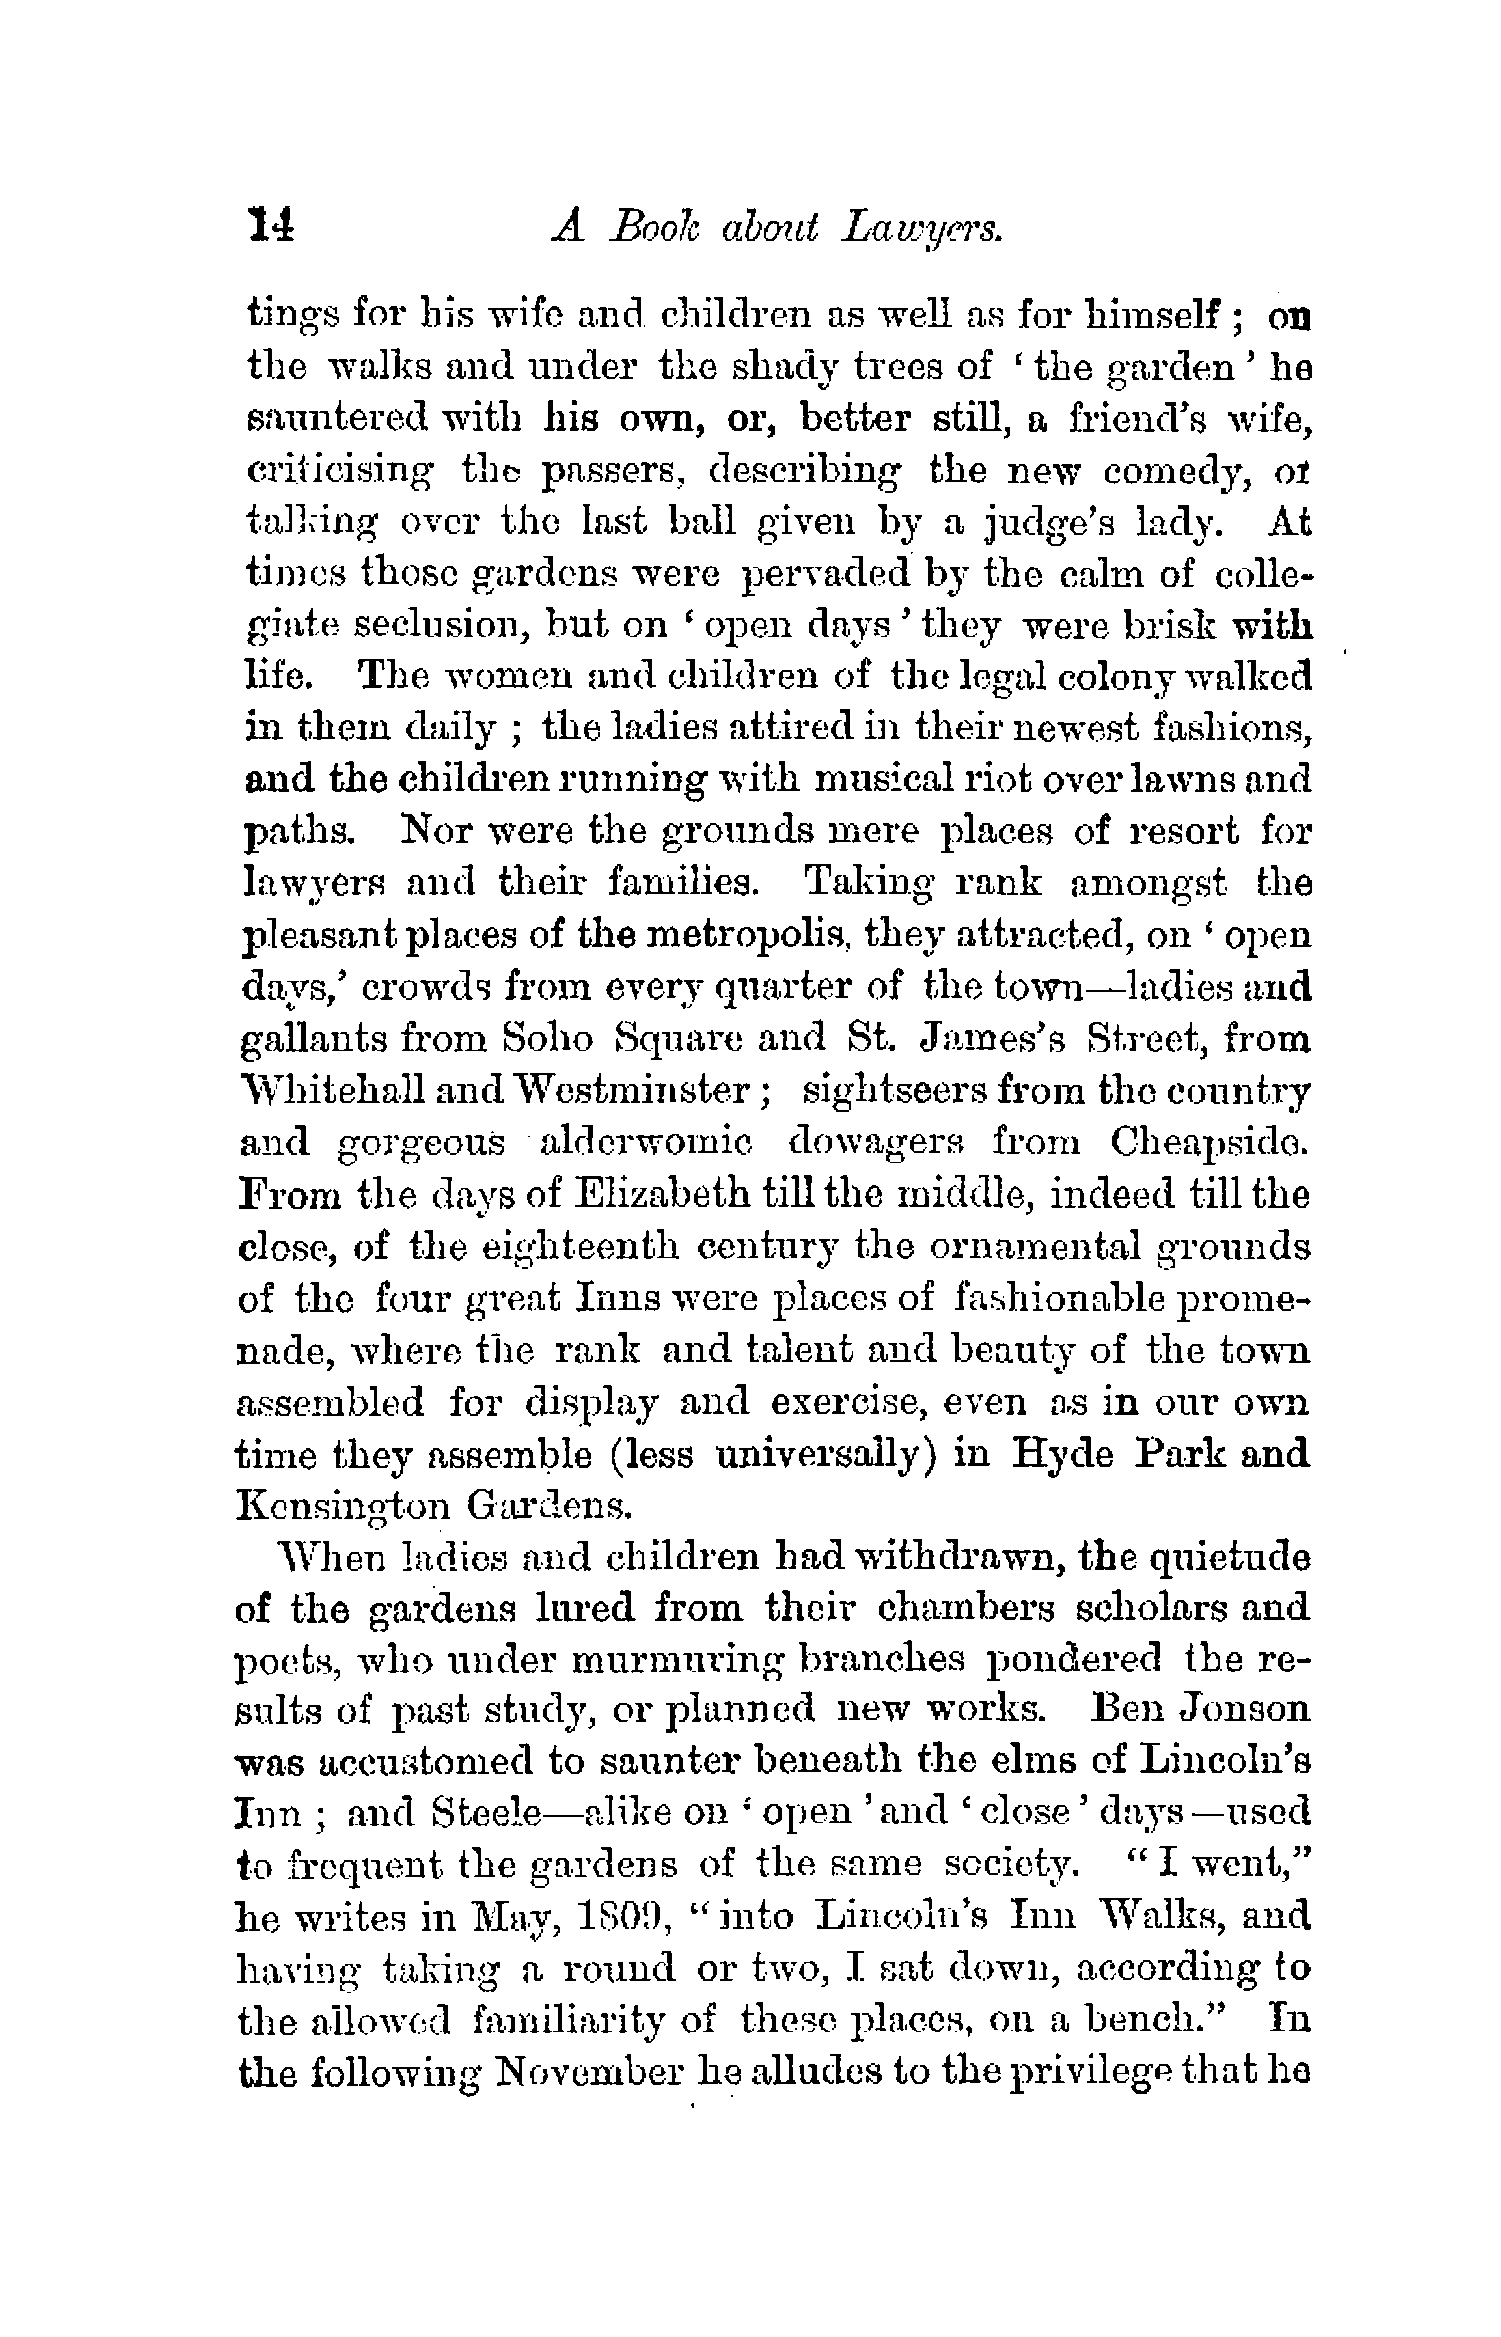 14 A Book about Lawyers.
tings for his wife and children as well as for himself ; on
the walks and under the shady trees of ‘ the garden ’ he
sauntered with his own, or, better still, a friend’s wife,
criticising the passers, describing the new comedy, or
talking over the last ball given by a judge’s lady. At
times those gardens were pervaded by the calm of colle-
giate seclusion, but on ‘ open days ’ they were brisk with
life. The women and children of the legal colony walked
in them daily ; the ladies attired in their newest fashions,
and the children running with musical riot over lawns and
paths. Nor were the grounds mere places of resort for
lawyers and their families. Taking rank amongst the
pleasant places of the metropolis, they attracted, on ‘ open
days,’ crowds from every quarter of the town—ladies and
gallants from Soho Square and St. James’s Street, from
Whitehall and Westminster ; sightseers from the country
and gorgeous alderwomic dowagers from Cheapside.
From the days of Elizabeth till the middle, indeed till the
close, of the eighteenth century the ornamental grounds
of the four great Inns were places of fashionable prome-
nade, where the rank and talent and beauty of the town
assembled for display and exercise, even as in our own
time they assemble (less universally) in Hyde Park and
Kensington Gardens.
When ladies and children had withdrawn, the quietude
of the gardens lured from their chambers scholars and
poets, who under murmuring branches pondered the re-
sults of past study, or planned new works. Ben Jonson
was accustomed to saunter beneath the elms of Lincoln’s
Inn ; and Steele—alike on ‘ open ’ and ‘ close ’ days—used
to frequent the gardens of the same society. “ I went,”
he writes in May, 1809, “ into Lincoln’s Inn Walks, and
having taking a round or two, I sat down, according to
the allowed familiarity of these places, on a bench.” In
the following November he alludes to the privilege that he